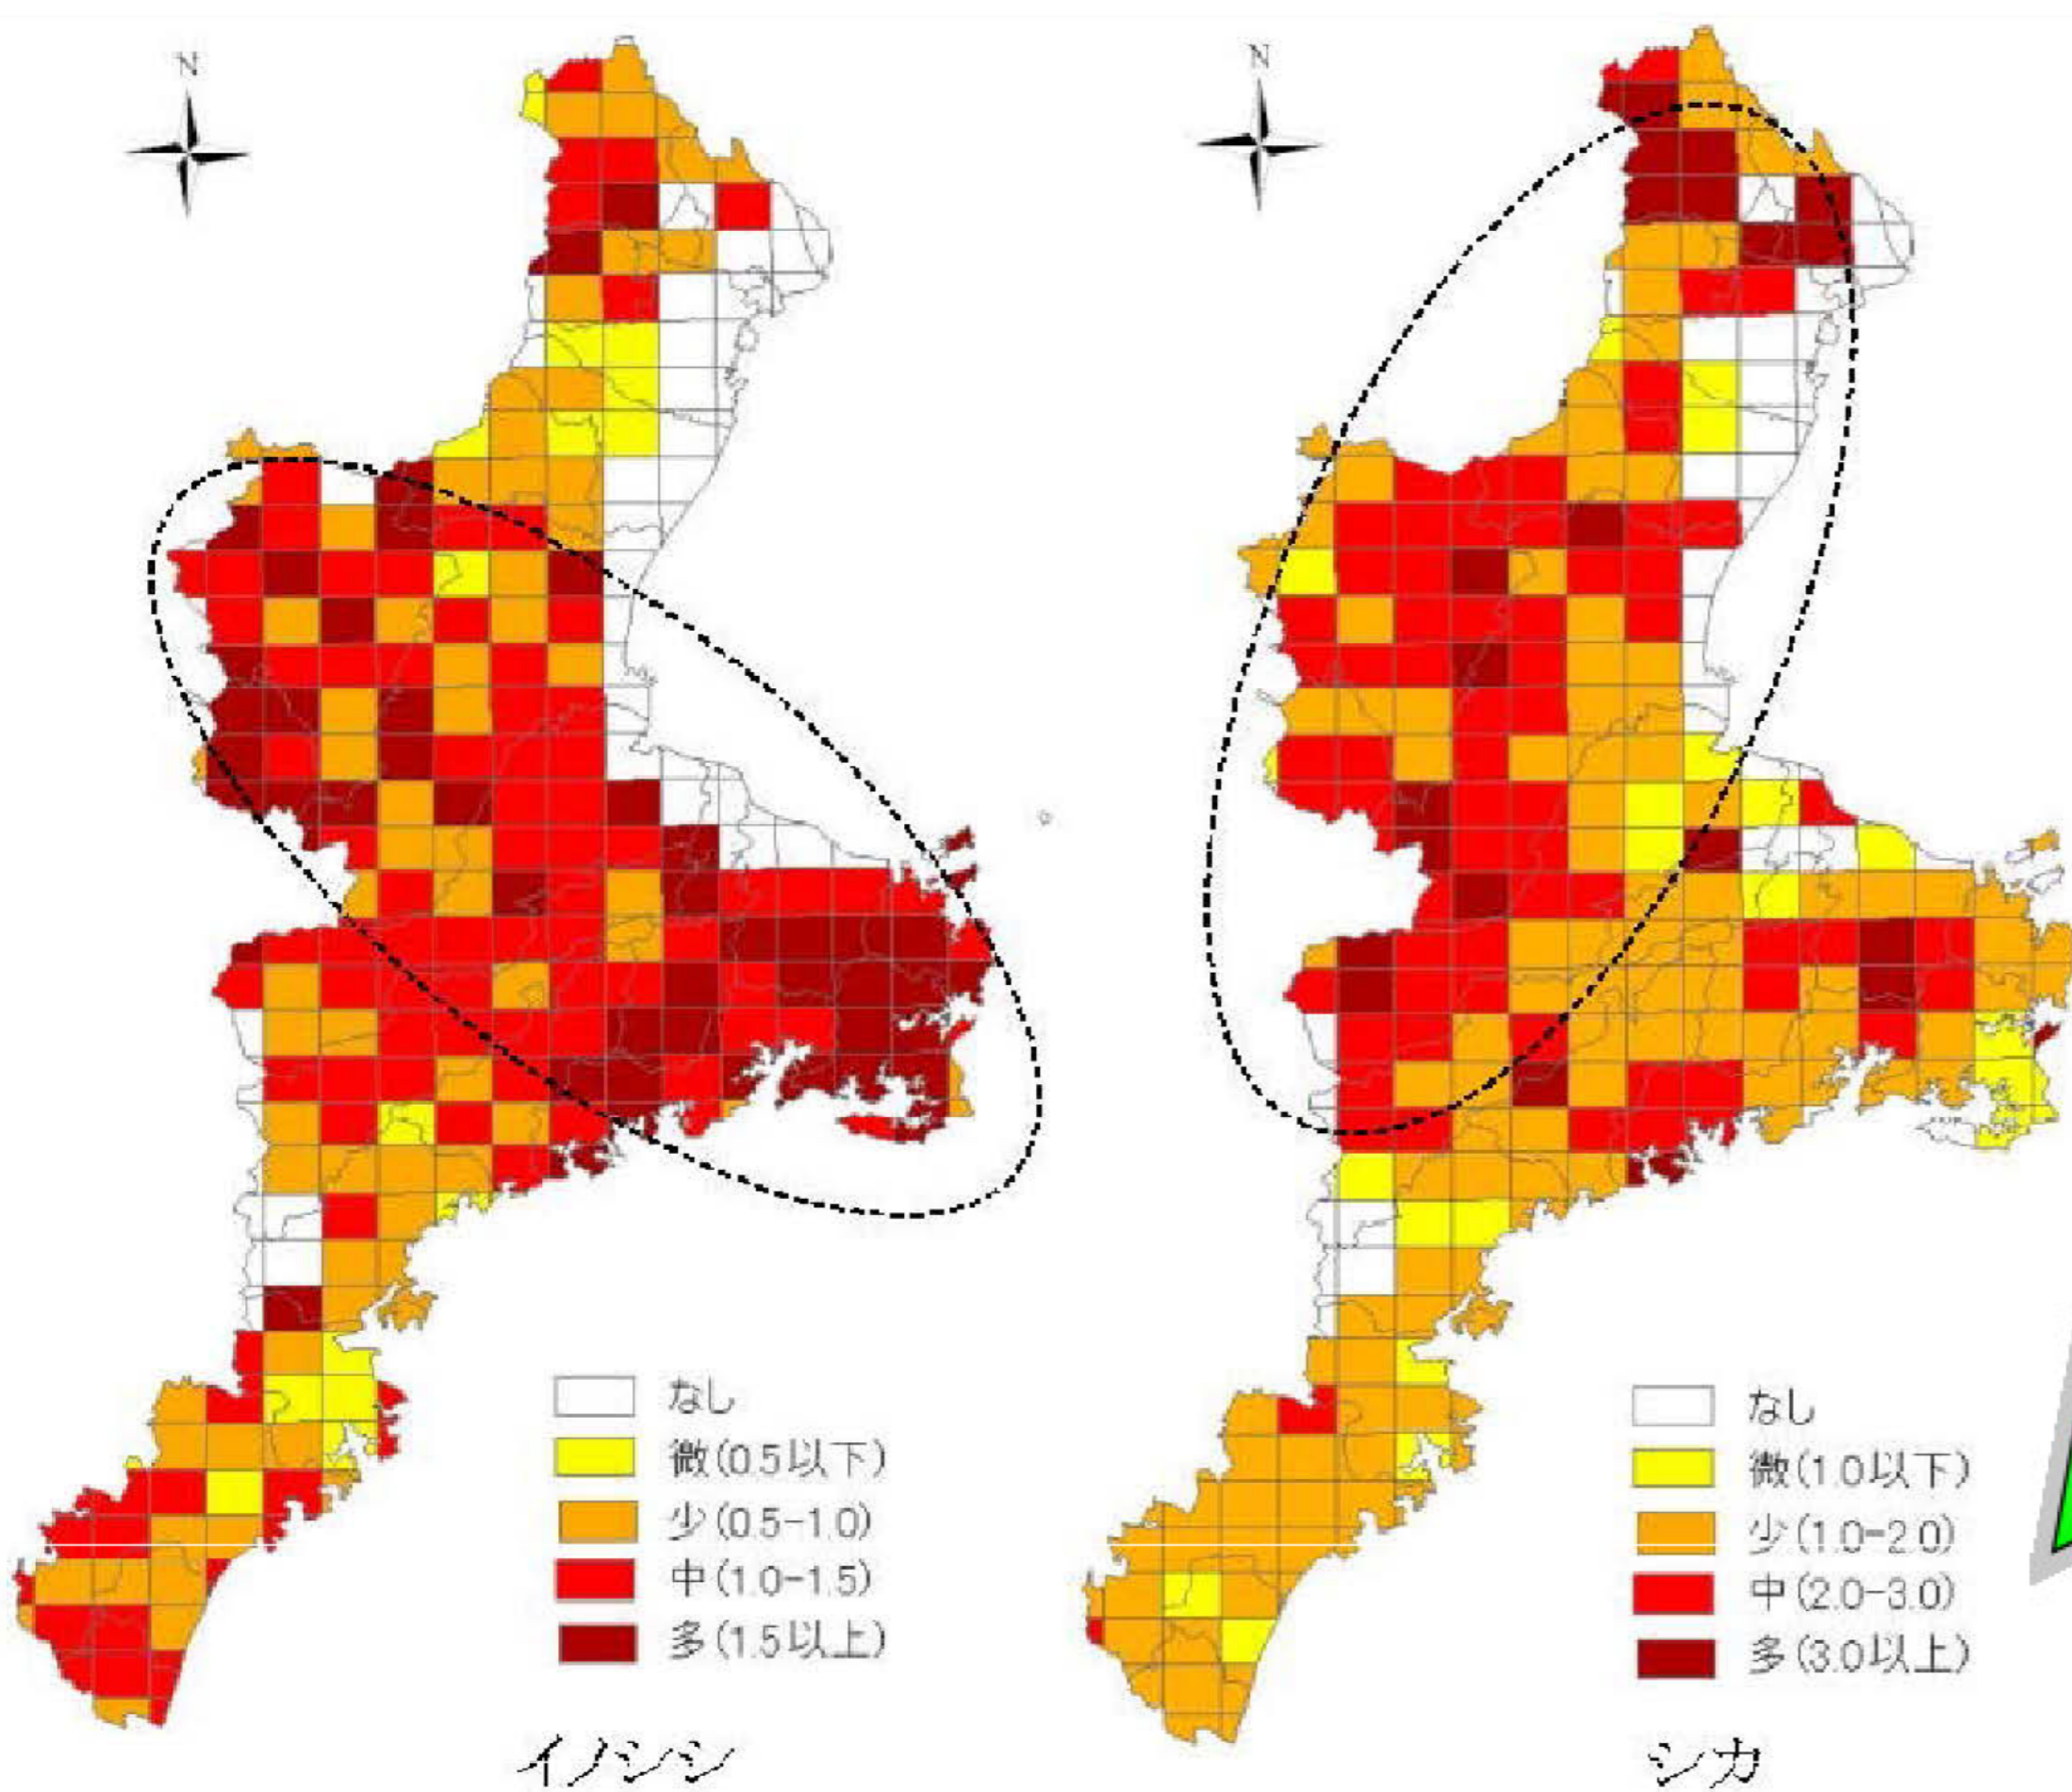 N
なし
微(0.5以下)
少(0.5-1.0)
中(1.0-1.5)
多(1.5以上)
イノシシ
N
なし
微(1.0以下)
少(1.0-2.0)
中(2.0-3.0)
多(3.0以上)
シカ